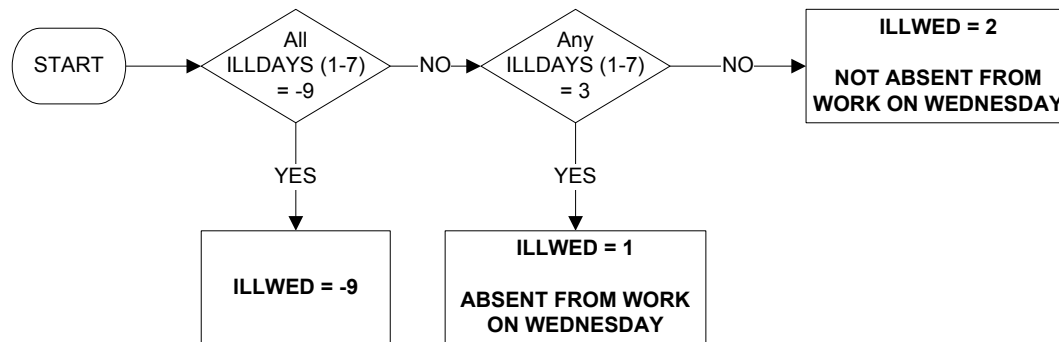 START
All
ILLDAYS (1-7)
= -9
NO
Any
ILLDAYS (1-7)
= 3
NO
ILLWED = 2
NOT ABSENT FROM
WORK ON WEDNESDAY
YES
YES
ILLWED = -9
ILLWED = 1
ABSENT FROM WORK
ON WEDNESDAY